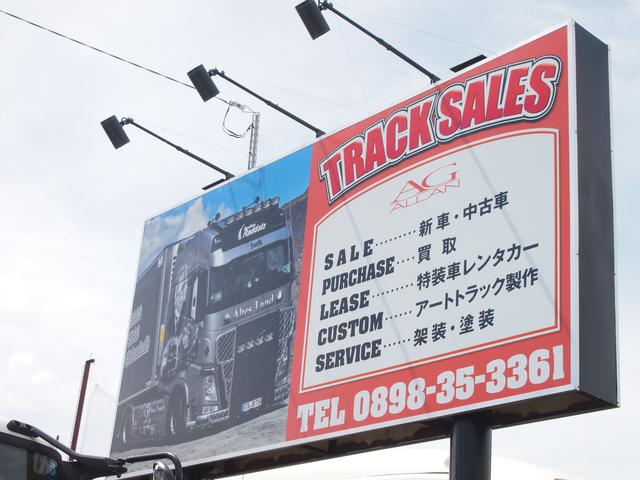 TRACK SALES
AG
ALLAN
SALE………新車・中古車
PURCHASE…買取
LEASE………特装車レンタカー
CUSTOM……アートトラック製作
SERVICE……架装・塗装
TEL 0898-35-3361